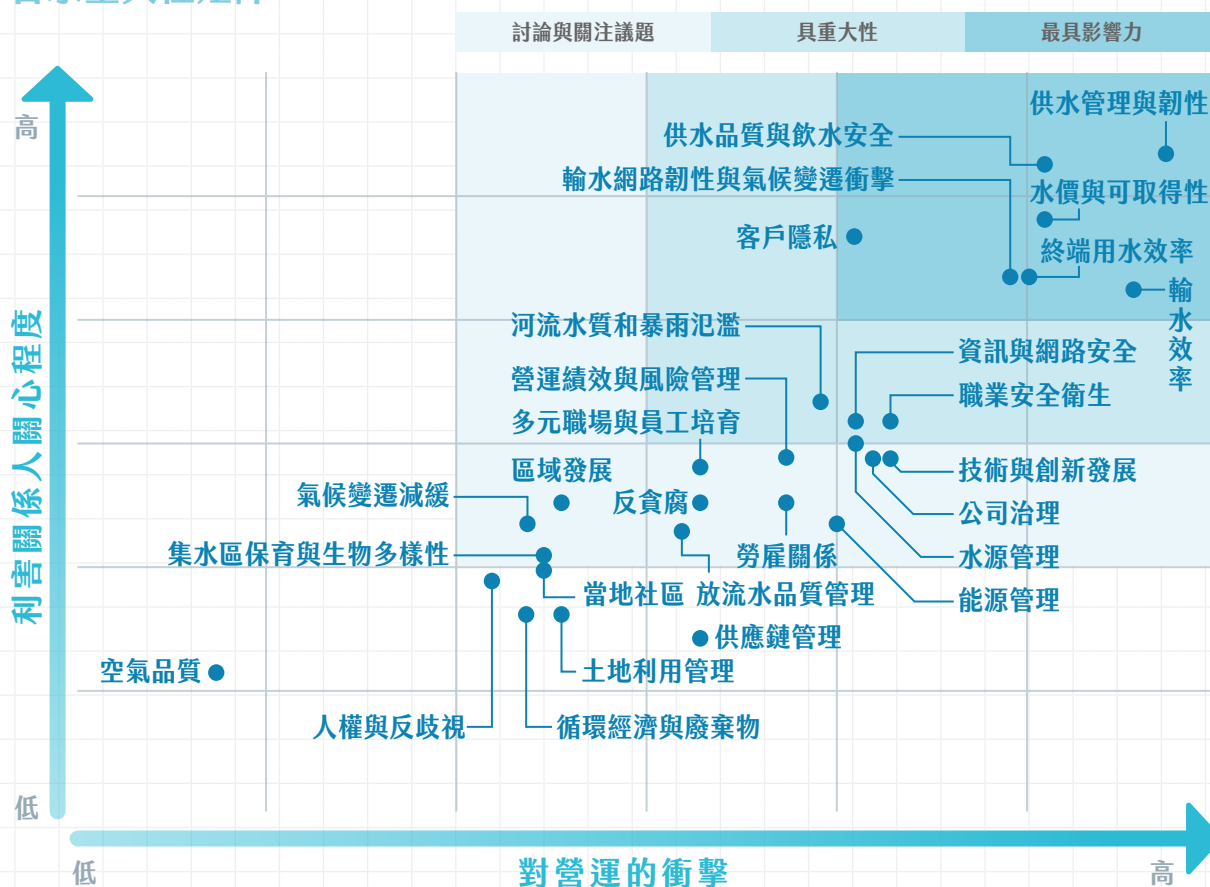 討論與關注議題
具重大性
最具影響力
高
供水管理與韌性
供水品質與飲水安全
輸水網路韌性與氣候變遷衝擊
水價與可取得性
客戶隱私
終端用水效率
輸水效率
河流水質和暴雨氾濫
資訊與網路安全
營運績效與風險管理
職業安全衛生
多元職場與員工培育
區域發展
技術與創新發展
氣候變遷減緩
反貪腐
公司治理
集水區保育與生物多樣性
勞雇關係
水源管理
當地社區
放流水品質管理
能源管理
供應鏈管理
空氣品質
土地利用管理
人權與反歧視
循環經濟與廢棄物
利害關係人關心程度
低
低
對營運的衝擊
高